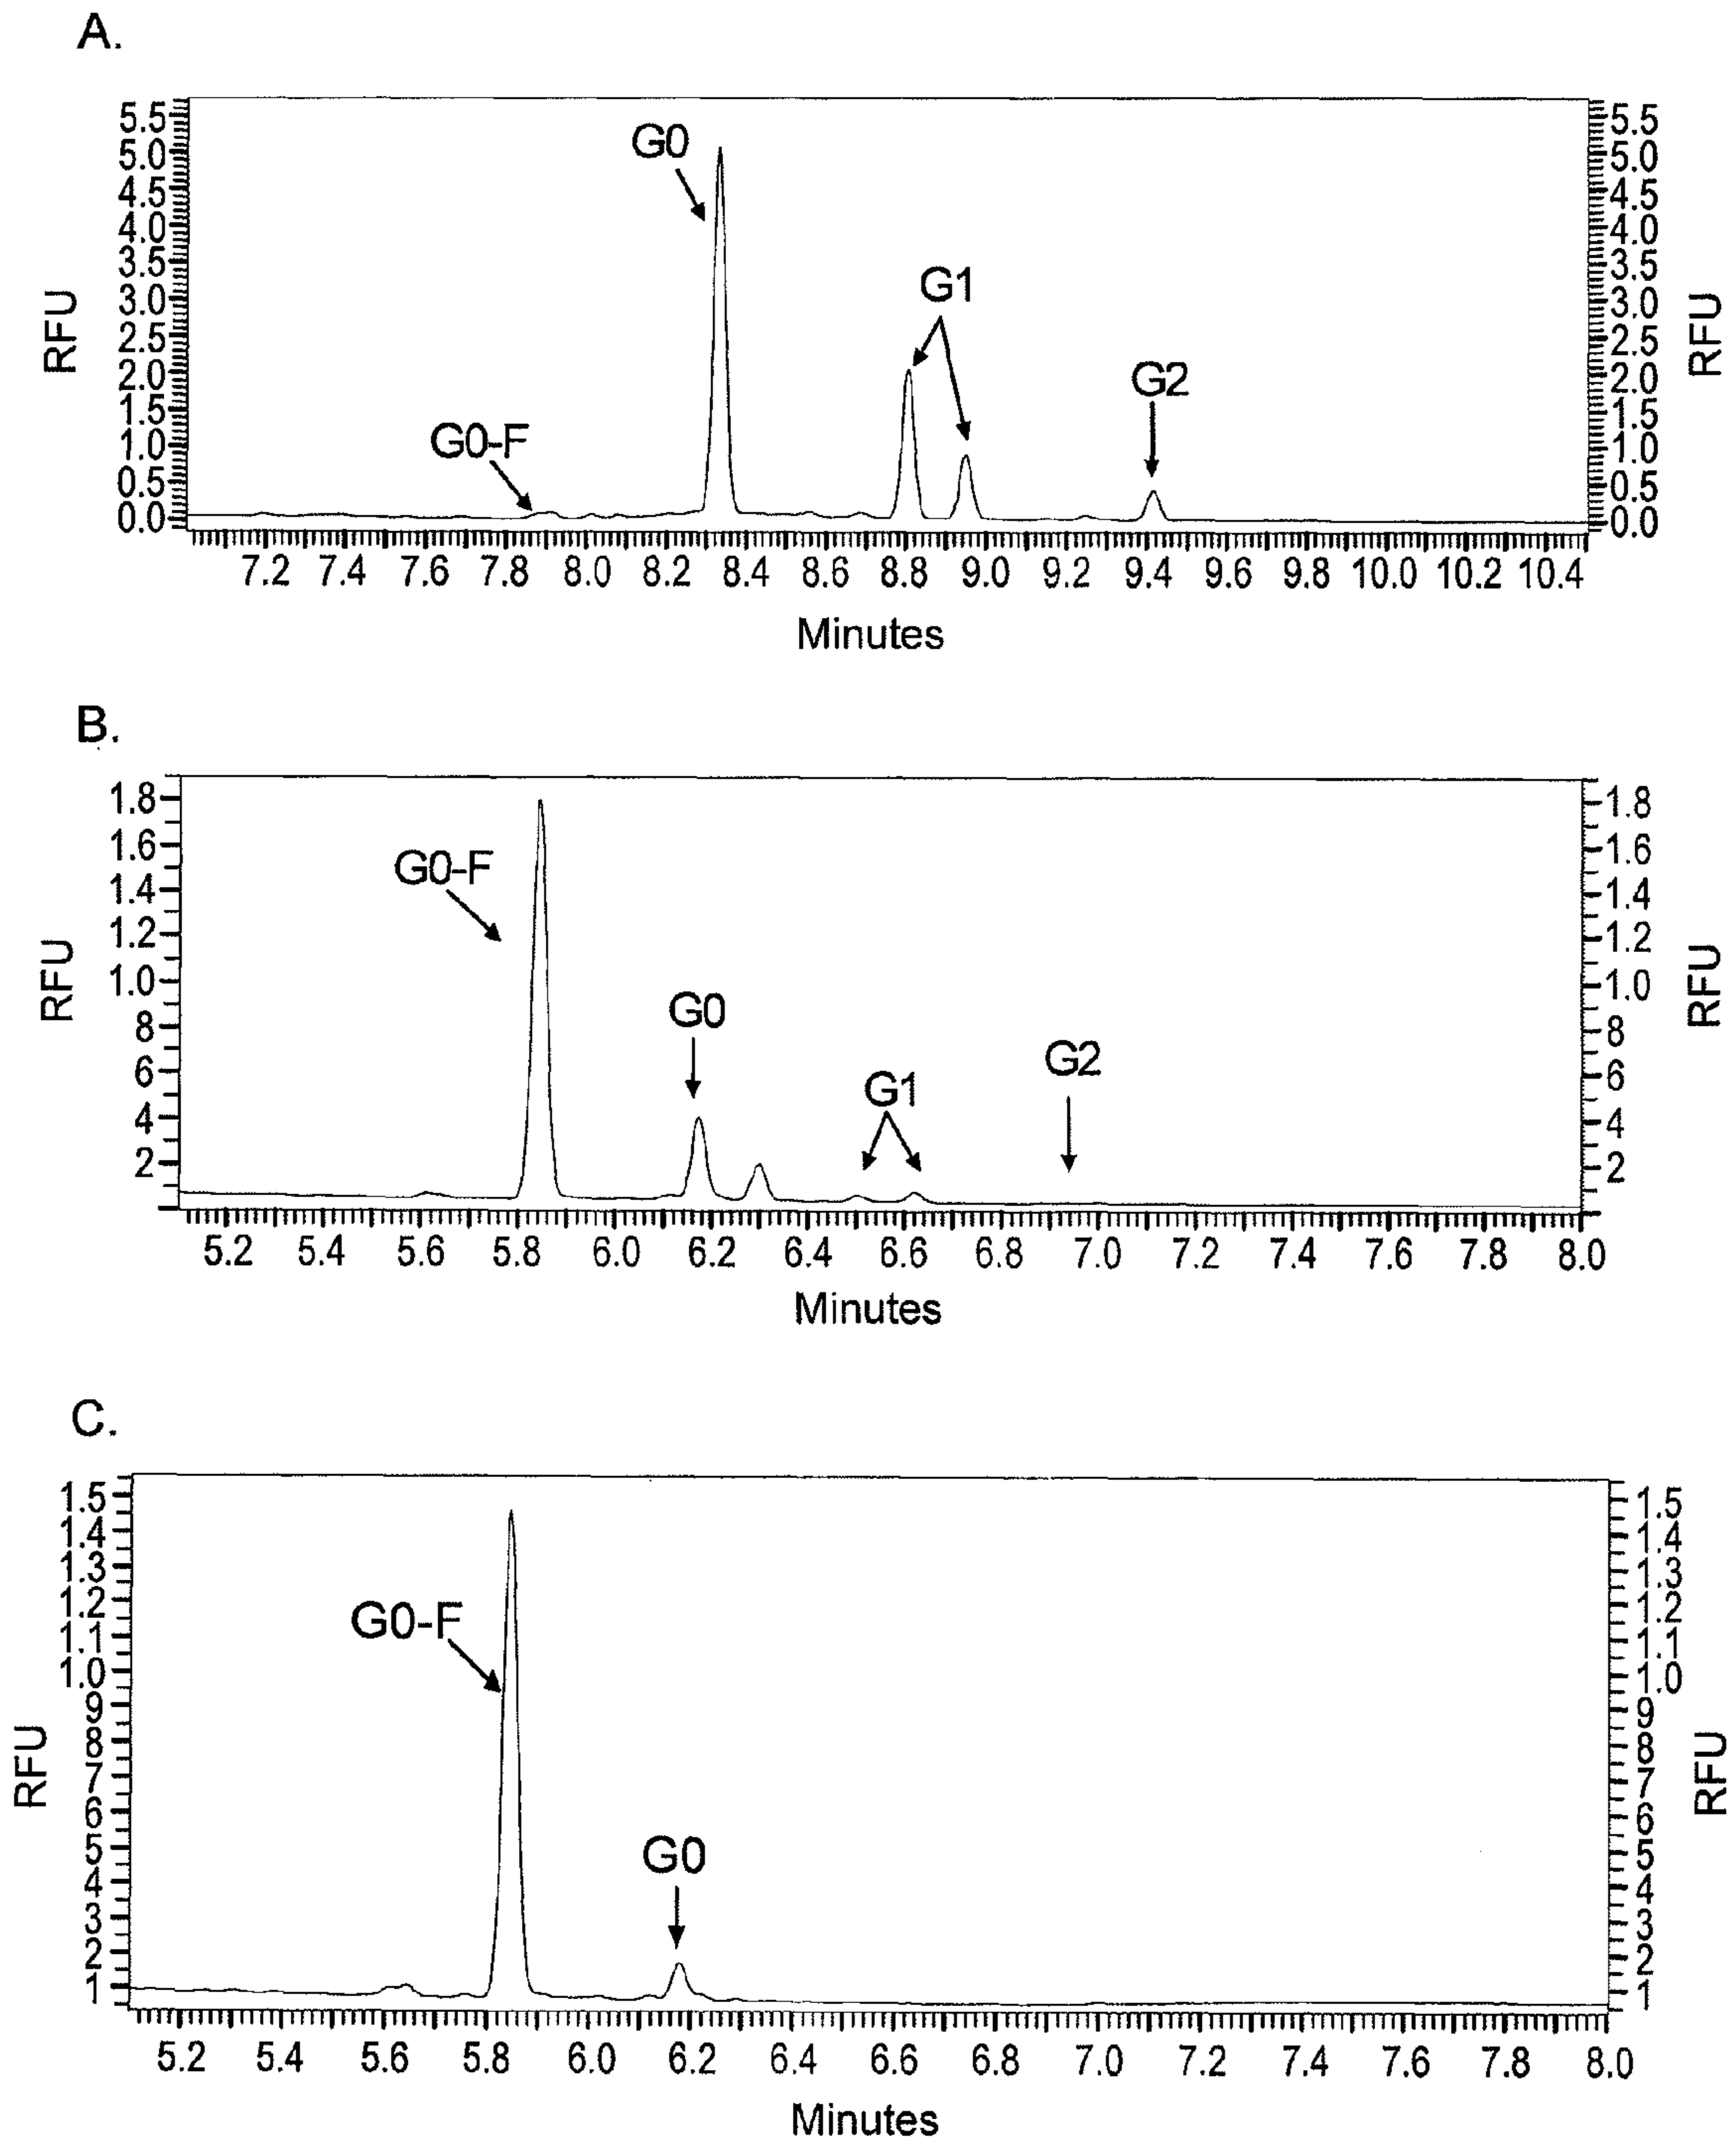 A.
G0
G1
G2
G0-F
RFU
5.5 5.0 4.5 4.0 3.5 3.0 2.5 2.0 1.5 1.0 0.5 0.0
5.5 5.0 4.5 4.0 3.5 3.0 2.5 2.0 1.5 1.0 0.5 0.0
RFU
7.2 7.4 7.6 7.8 8.0 8.2 8.4 8.6 8.8 9.0 9.2 9.4 9.6 9.8 10.0 10.2 10.4
Minutes
B.
G0-F
G0
G1
G2
RFU
1.8 1.6 1.4 1.2 1.0 8 6 4 2
1.8 1.6 1.4 1.2 1.0 8 6 4 2
RFU
5.2 5.4 5.6 5.8 6.0 6.2 6.4 6.6 6.8 7.0 7.2 7.4 7.6 7.8 8.0
Minutes
C.
G0-F
G0
RFU
1.5 1.4 1.3 1.2 1.1 1.0 9 8 7 6 5 4 3 2 1
1.5 1.4 1.3 1.2 1.1 1.0 9 8 7 6 5 4 3 2 1
RFU
5.2 5.4 5.6 5.8 6.0 6.2 6.4 6.6 6.8 7.0 7.2 7.4 7.6 7.8 8.0
Minutes